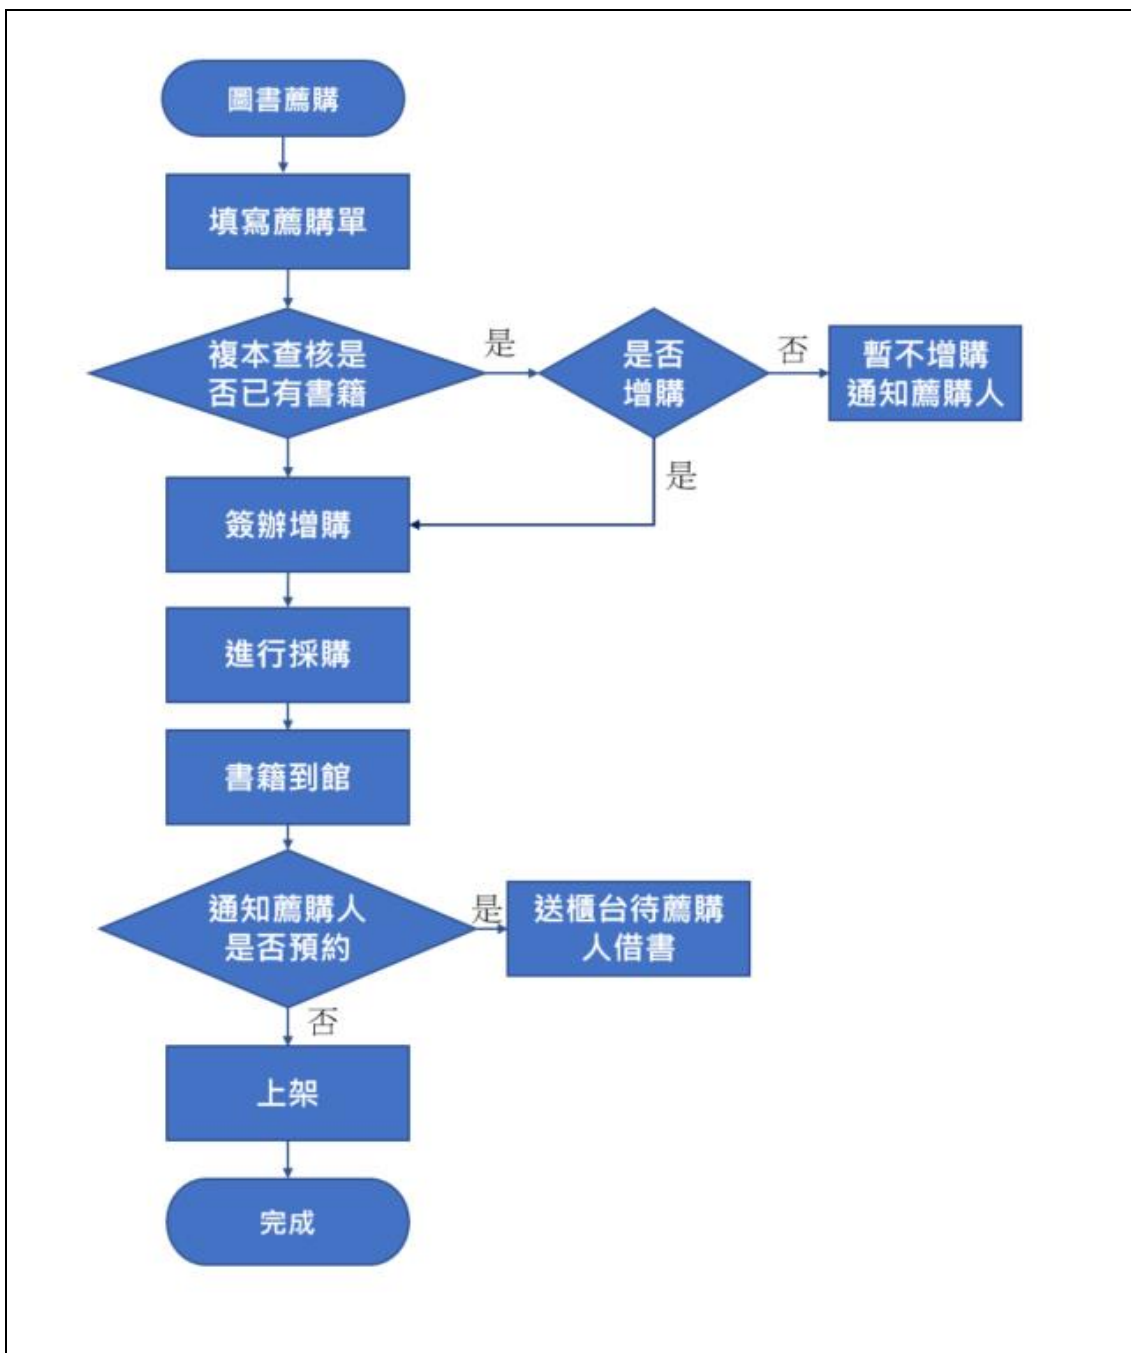 圖書薦購
填寫薦購單
複本查核是
否已有書籍
是
是否
增購
否
暫不增購
通知薦購人
是
簽辦增購
進行採購
書籍到館
通知薦購人
是否預約
是
送櫃台待薦購
人借書
否
上架
完成